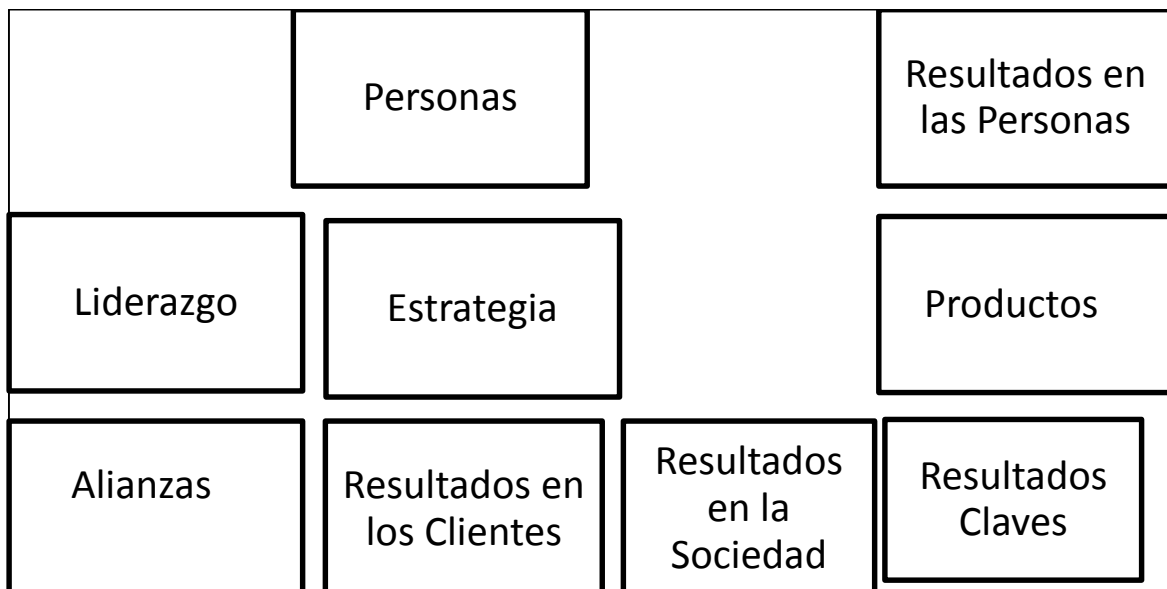 Personas
Resultados en
las Personas
Liderazgo
Estrategia
Productos
Alianzas
Resultados en
los Clientes
Resultados
en la
Sociedad
Resultados
Claves